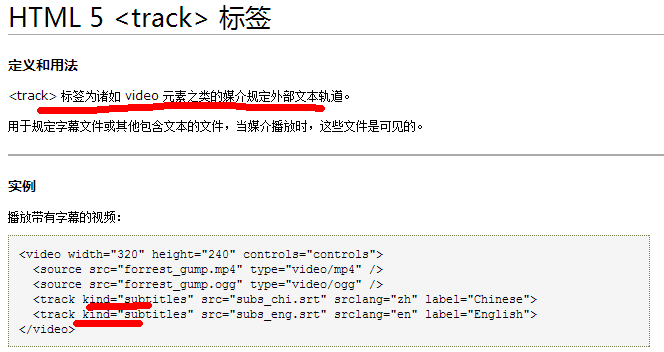 HTML 5 <track> 标签
定义和用法
<track> 标签为诸如 video 元素之类的媒介规定外部文本轨道。
用于规定字幕文件或其他包含文本的文件，当媒介播放时，这些文件是可见的。
实例
播放带有字幕的视频：
<video width="320" height="240" controls="controls">
<source src="forrest_gump.mp4" type="video/mp4" />
<source src="forrest_gump.ogg" type="video/ogg" />
<track kind="subtitles" src="subs_chi.srt" srclang="zh" label="Chinese">
<track kind="subtitles" src="subs_eng.srt" srclang="en" label="English">
</video>